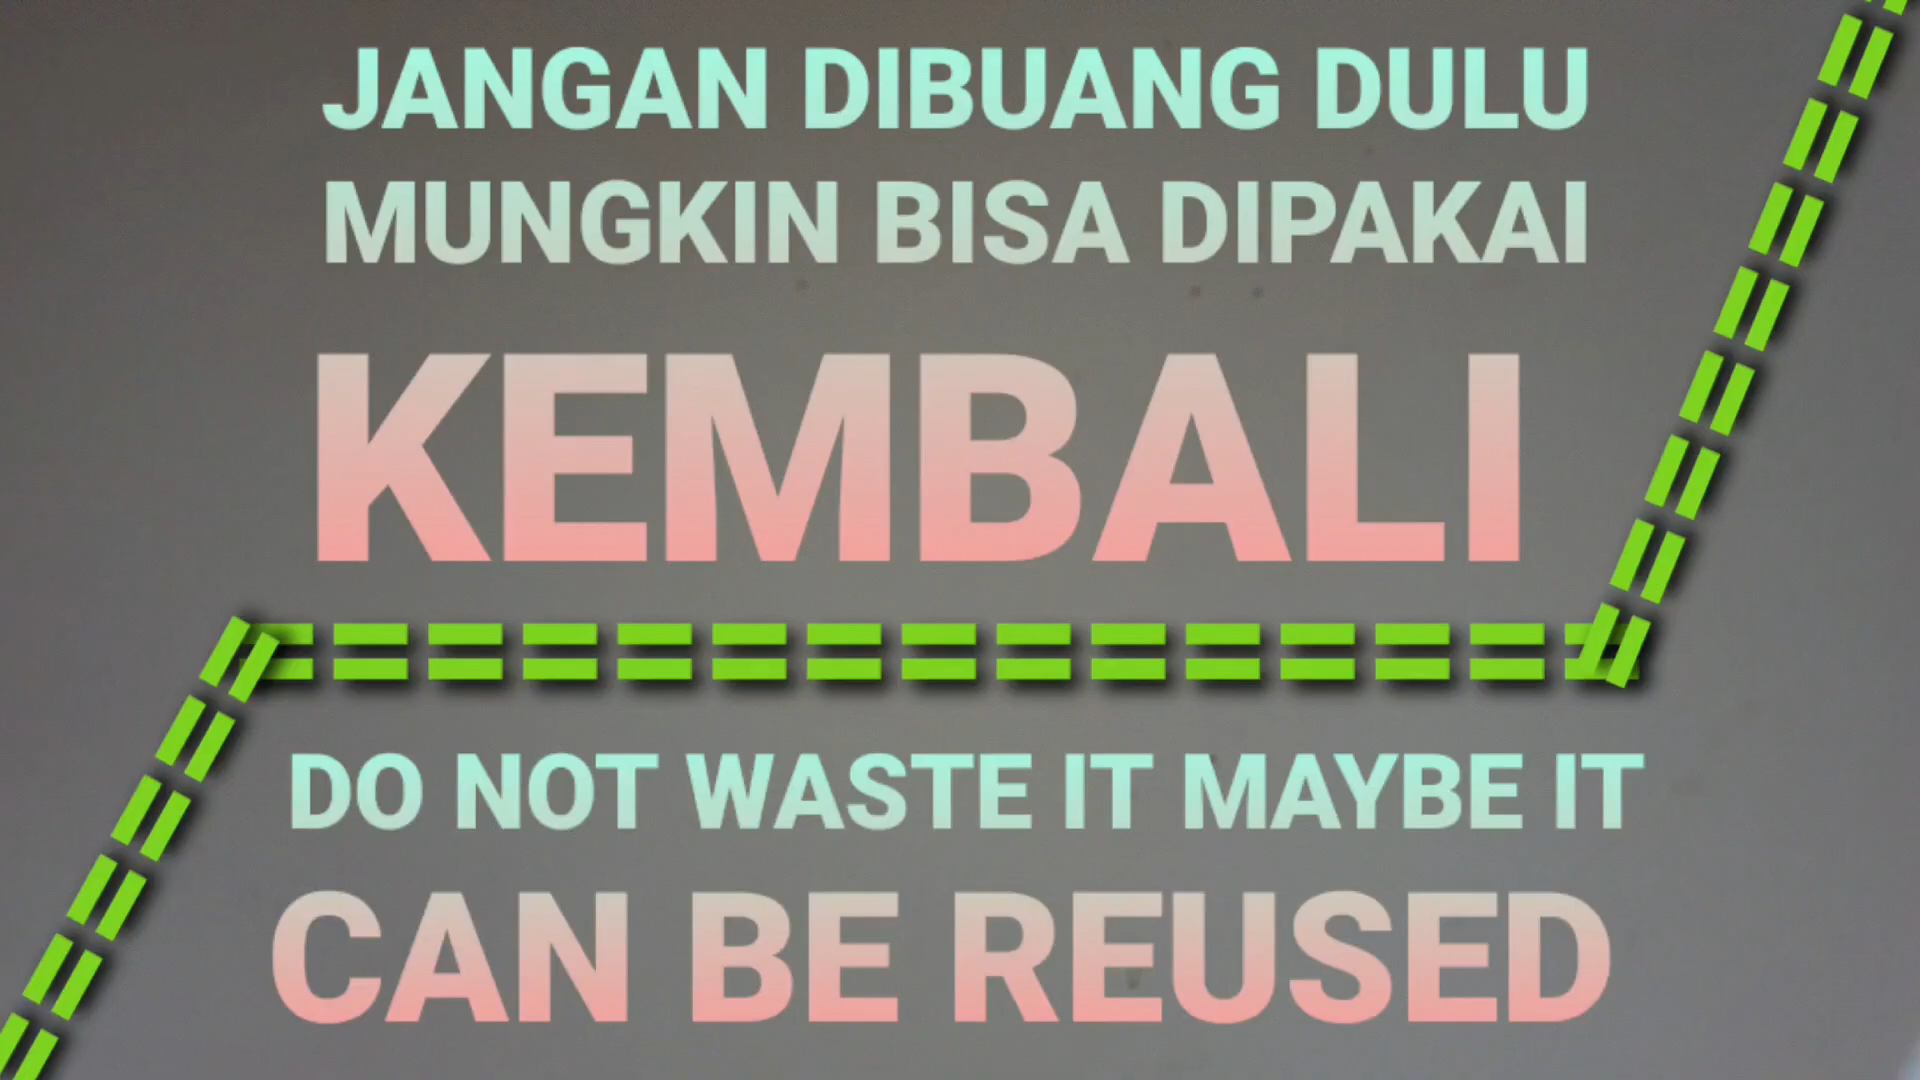 JANGAN DIBUANG DULU
MUNGKIN BISA DIPAKAI
KEMBALI
DO NOT WASTE IT MAYBE IT
CAN BE REUSED